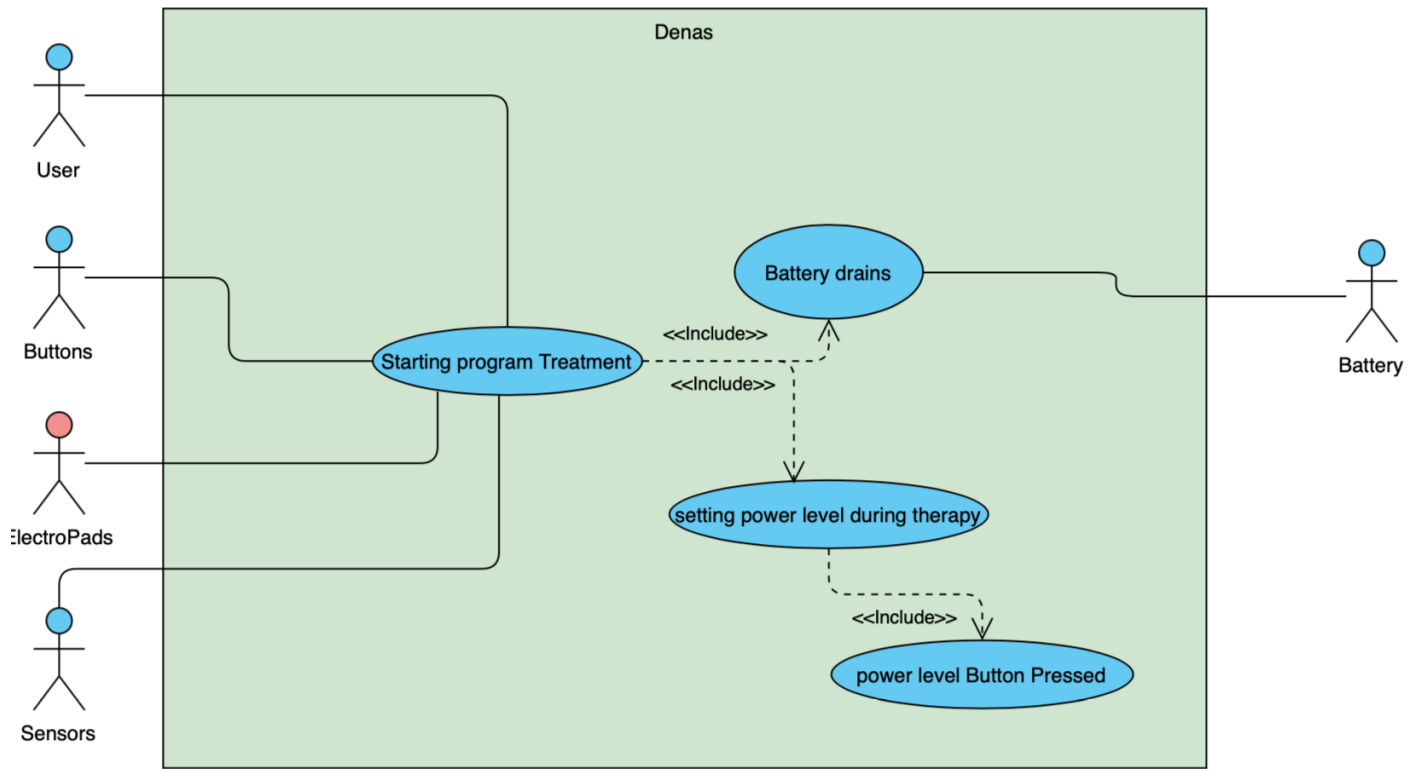 Denas
User
Buttons
ElectroPads
Sensors
Starting program Treatment
<<Include>>
<<Include>>
Battery drains
Battery
setting power level during therapy
<<Include>>
power level Button Pressed